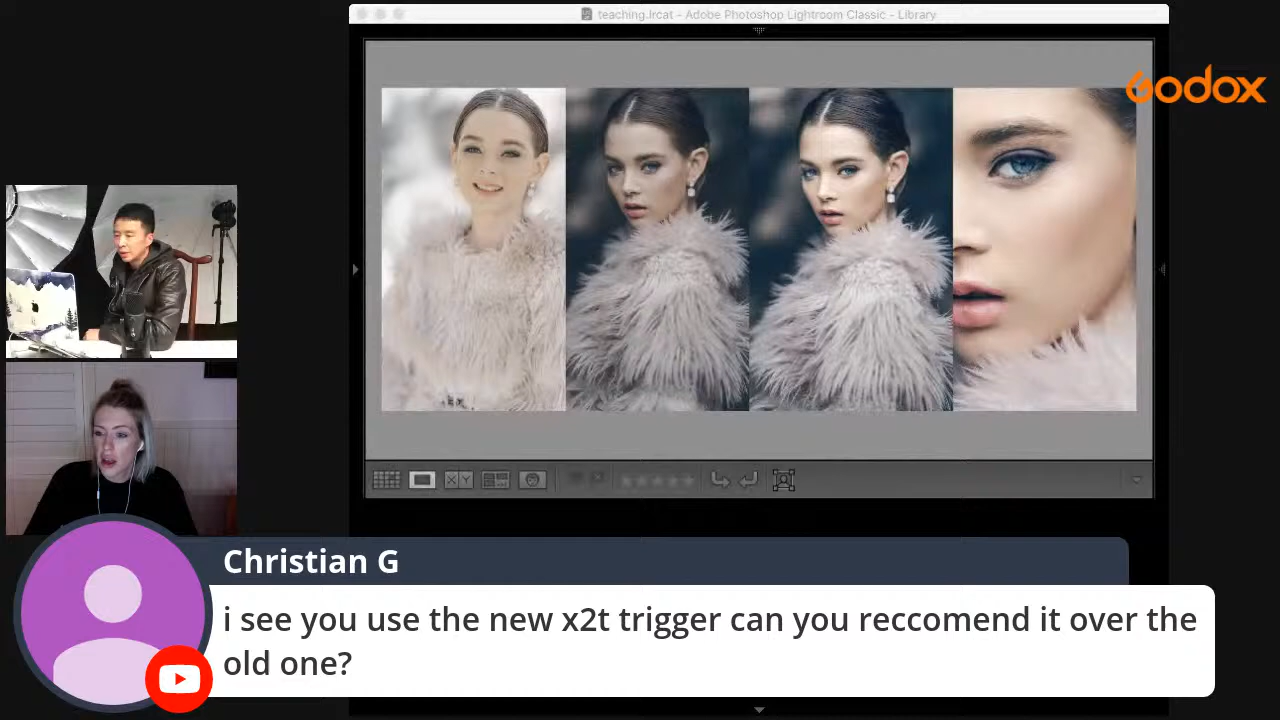 teaching.lrcat - Adobe Photoshop Lightroom Classic - Library
Godox
X Y
Christian G
i see you use the new x2t trigger can you reccomend it over the
old one?